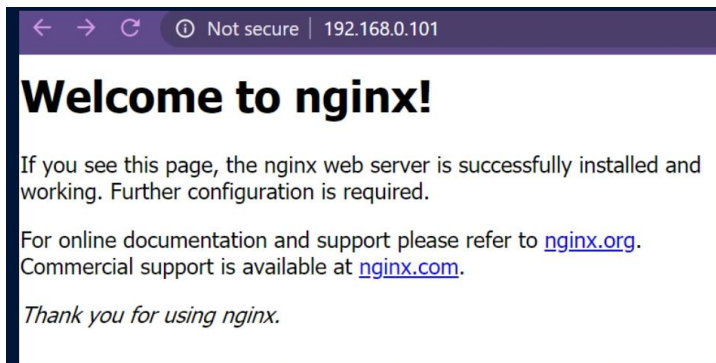 Not secure | 192.168.0.101
Welcome to nginx!
If you see this page, the nginx web server is successfully installed and
working. Further configuration is required.
For online documentation and support please refer to nginx.org.
Commercial support is available at nginx.com.
Thank you for using nginx.